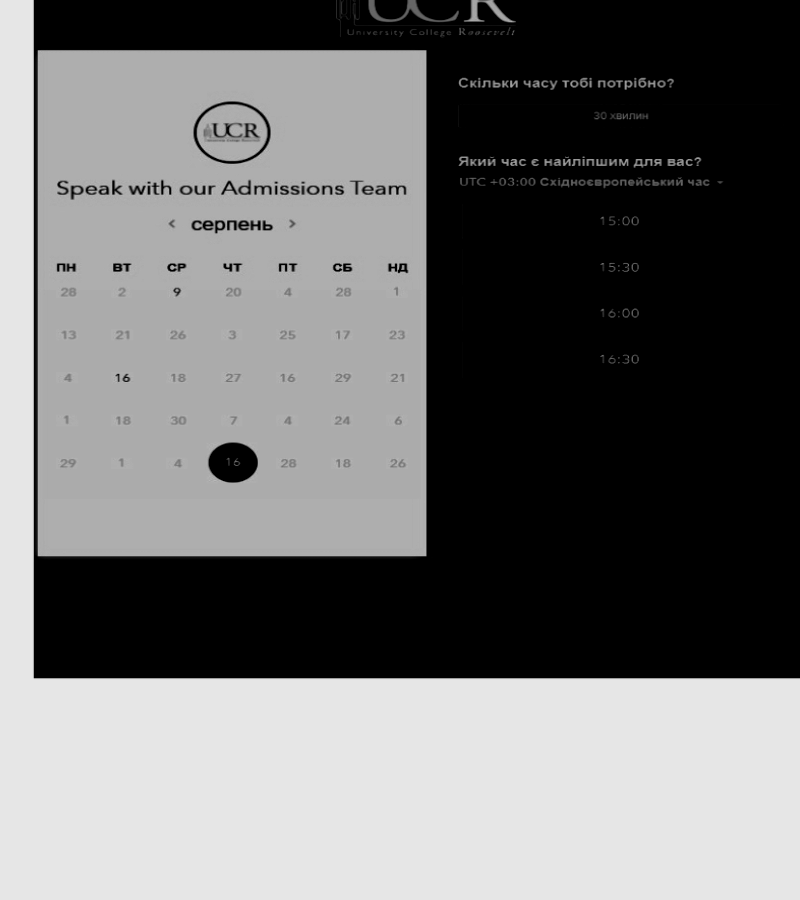 UCR
University College Roosevelt
UCR
Speak with our Admissions Team
< серпень >
ПН ВТ СР ЧТ ПТ СБ НД
28 2 9 20 4 28 1
13 21 26 3 25 17 23
4 16 18 27 16 29 21
1 18 30 7 4 24 6
29 1 4 16 28 18 26
Скільки часу тобі потрібно?
30 хвилин
Який час є найліпшим для вас?
UTC +03:00 Східноєвропейський час
15:00
15:30
16:00
16:30